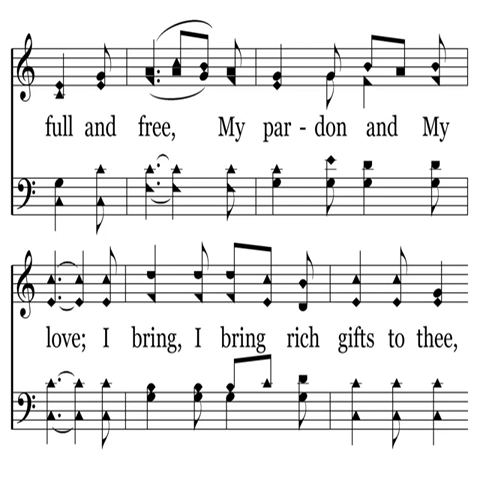 full and free, My par - don and My
love; I bring, I bring rich gifts to thee,